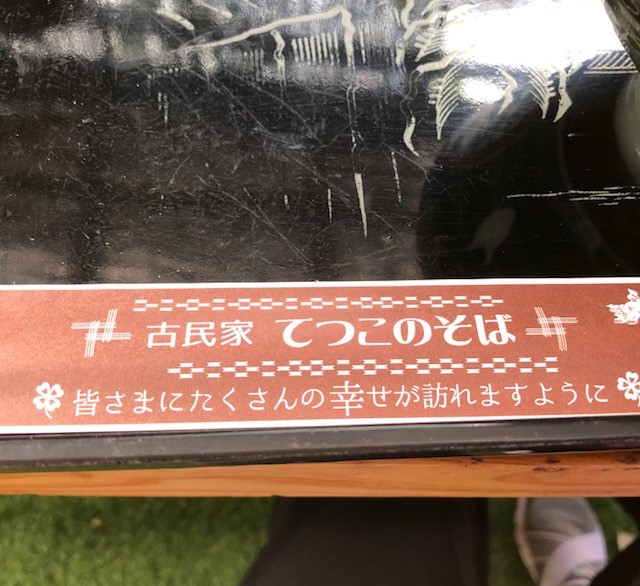 古民家 てつこのそば
皆さまにたくさんの幸せが訪れますように